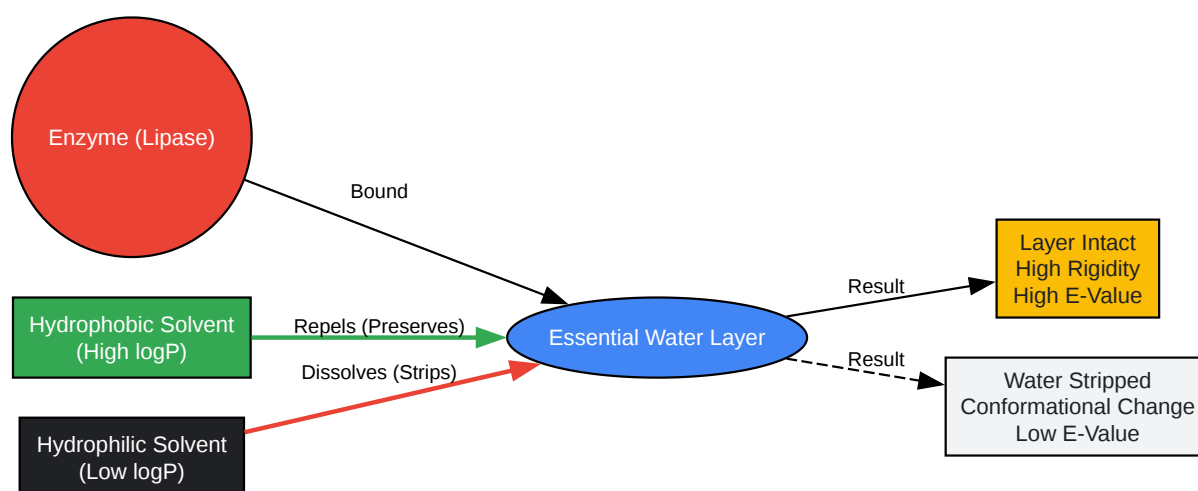 Enzyme (Lipase)
Bound
Hydrophobic Solvent
(High logP)
Repels (Preserves)
Essential Water Layer
Dissolves (Strips)
Hydrophilic Solvent
(Low logP)
Result
Layer Intact
High Rigidity
High E-Value
Result
Water Stripped
Conformational Change
Low E-Value